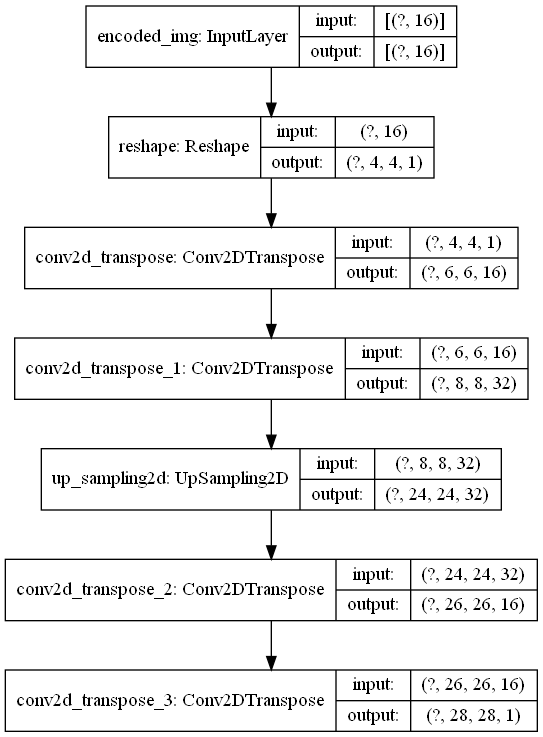 encoded_img: InputLayer
input: [(?, 16)]
output: [(?, 16)]
reshape: Reshape
input: (?, 16)
output: (?, 4, 4, 1)
conv2d_transpose: Conv2DTranspose
input: (?, 4, 4, 1)
output: (?, 6, 6, 16)
conv2d_transpose_1: Conv2DTranspose
input: (?, 6, 6, 16)
output: (?, 8, 8, 32)
up_sampling2d: UpSampling2D
input: (?, 8, 8, 32)
output: (?, 24, 24, 32)
conv2d_transpose_2: Conv2DTranspose
input: (?, 24, 24, 32)
output: (?, 26, 26, 16)
conv2d_transpose_3: Conv2DTranspose
input: (?, 26, 26, 16)
output: (?, 28, 28, 1)